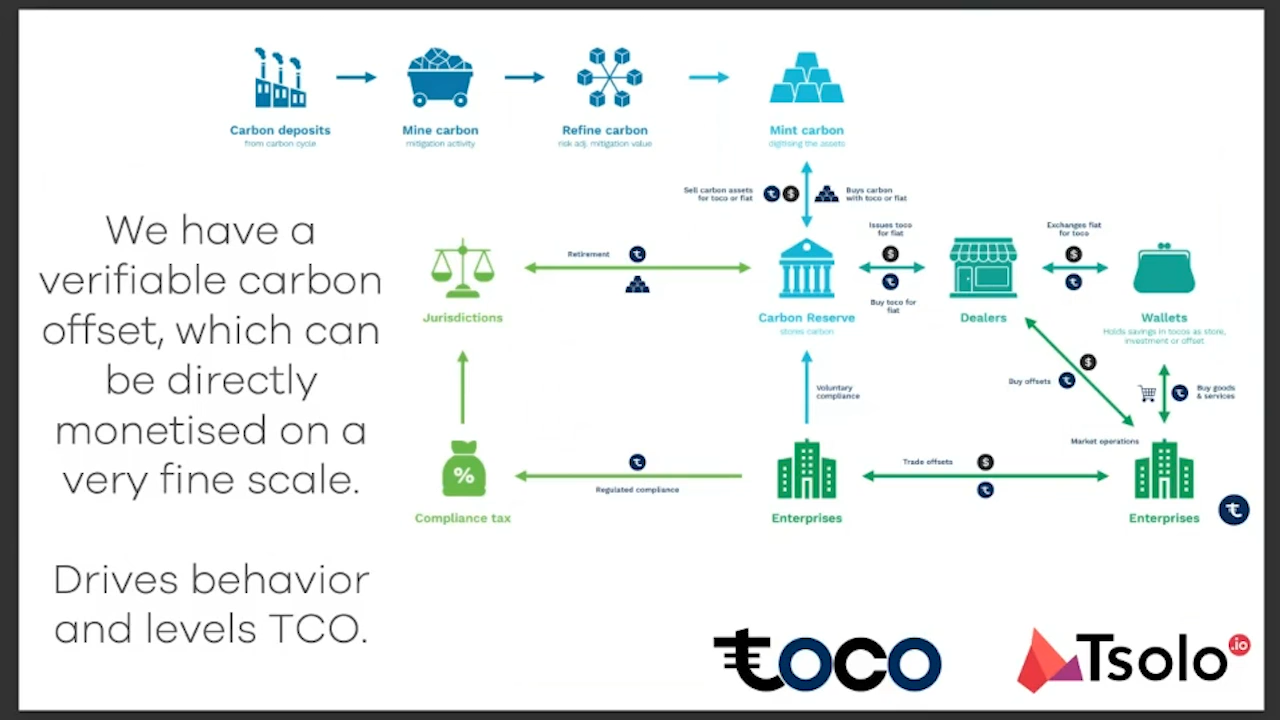 Carbon deposits
from carbon cycle
Mine carbon
mitigation activity
Refine carbon
risk adj. mitigation value
Mint carbon
digitising the assets
We have a
verifiable carbon
offset, which can
be directly
monetised on a
very fine scale.
Drives behavior
and levels TCO.
Sell carbon assets
for toco or fiat
$
Buys carbon
with toco or fiat
Retirement
Issues toco
for fiat
$
Buy toco for
fiat
Exchanges fiat
for toco
$
Jurisdictions
Carbon Reserve
stores carbon
Dealers
Wallets
Holds savings in tocos as store,
investment or offset
Voluntary
compliance
Buy offsets
$
Buy goods
& services
Market operations
%
Regulated compliance
Trade offsets
$
Compliance tax
Enterprises
Enterprises
toco
Tsolo.io